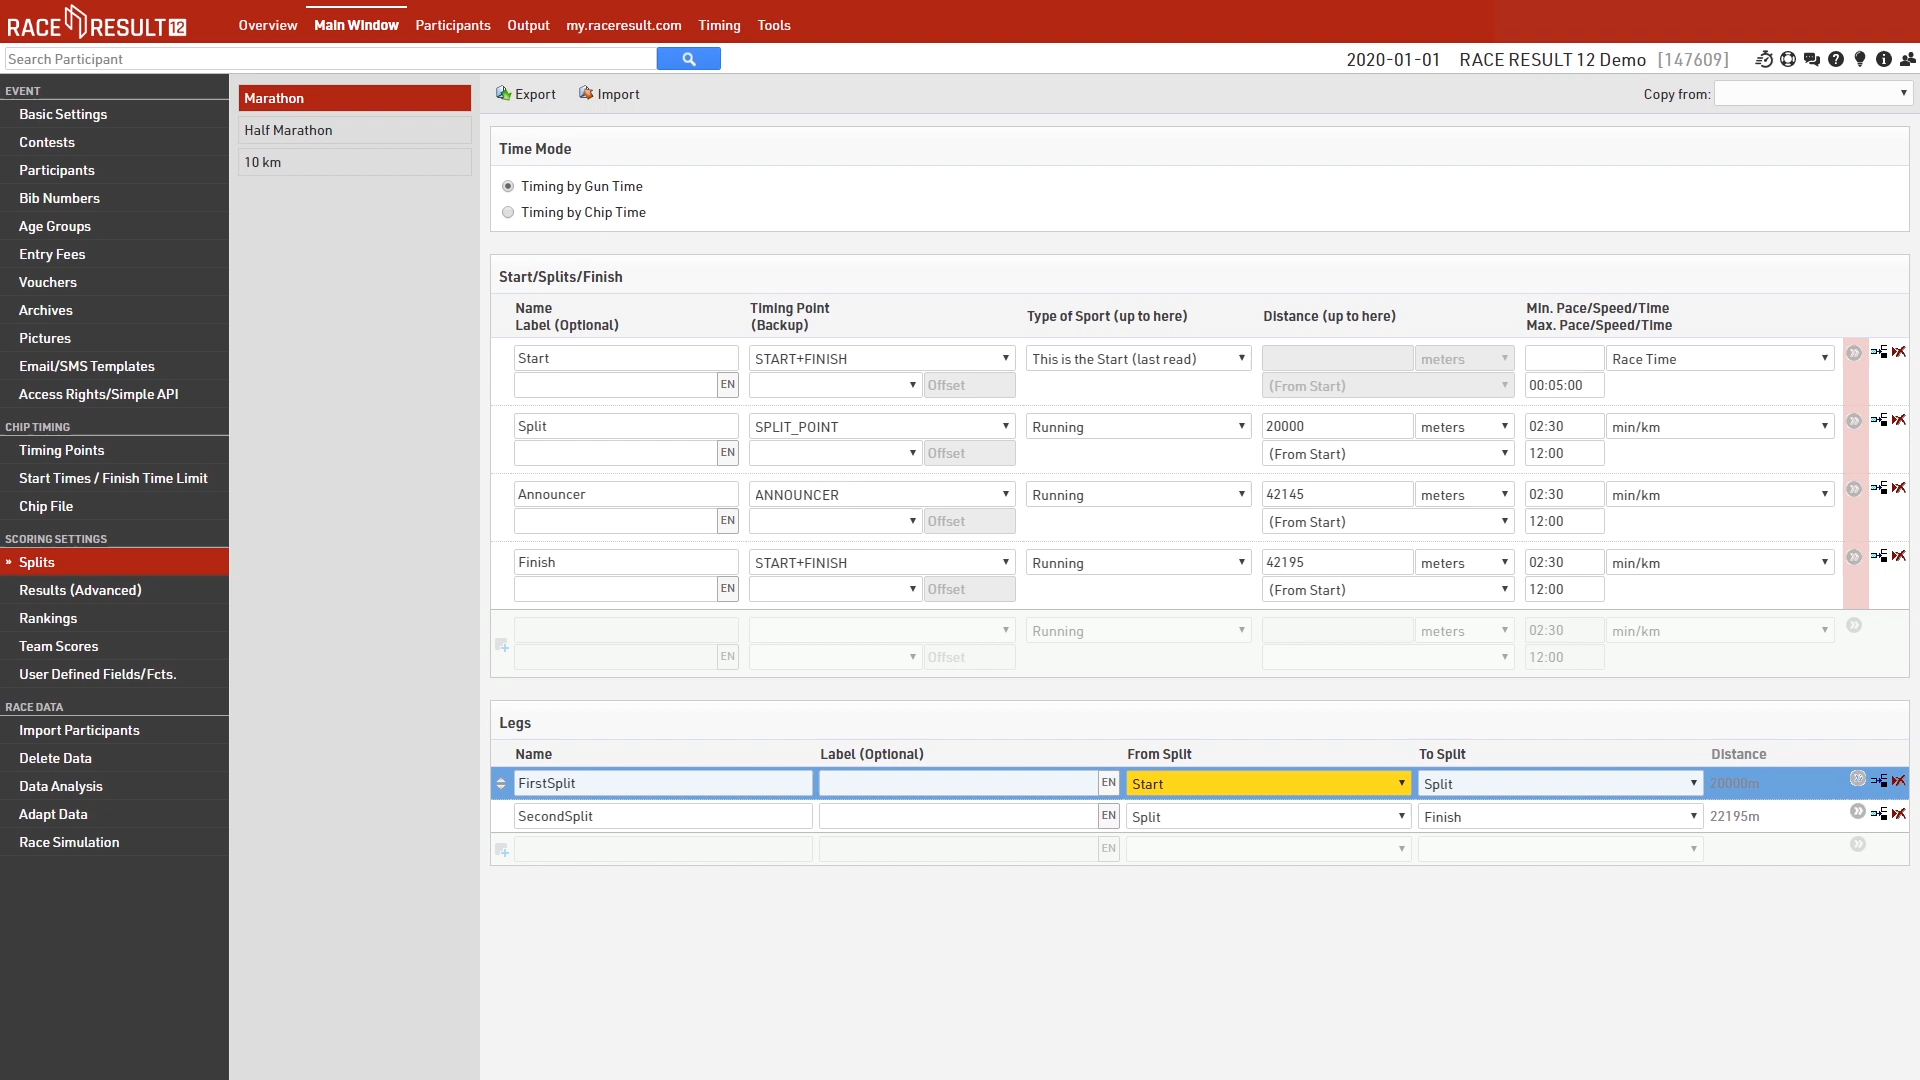 RACE RESULT 12
Overview Main Window Participants Output my.raceresult.com Timing Tools
Search Participant
2020-01-01 RACE RESULT 12 Demo [147609]
EVENT
Basic Settings
Contests
Participants
Bib Numbers
Age Groups
Entry Fees
Vouchers
Archives
Pictures
Email/SMS Templates
Access Rights/Simple API
CHIP TIMING
Timing Points
Start Times / Finish Time Limit
Chip File
SCORING SETTINGS
» Splits
Results (Advanced)
Rankings
Team Scores
User Defined Fields/Fcts.
RACE DATA
Import Participants
Delete Data
Data Analysis
Adapt Data
Race Simulation
Marathon
Half Marathon
10 km
Export Import Copy from:
Time Mode
Timing by Gun Time
Timing by Chip Time
Start/Splits/Finish
Name Timing Point Type of Sport (up to here) Distance (up to here) Min. Pace/Speed/Time
Label (Optional) (Backup) Max. Pace/Speed/Time
Start START+FINISH This is the Start (last read) meters Race Time
EN Offset (From Start) 00:05:00
Split SPLIT_POINT Running 20000 meters 02:30 min/km
EN Offset (From Start) 12:00
Announcer ANNOUNCER Running 42145 meters 02:30 min/km
EN Offset (From Start) 12:00
Finish START+FINISH Running 42195 meters 02:30 min/km
EN Offset (From Start) 12:00
Running meters 02:30 min/km
EN Offset 12:00
Legs
Name Label (Optional) From Split To Split Distance
FirstSplit EN Start Split 20000m
SecondSplit EN Split Finish 22195m
EN